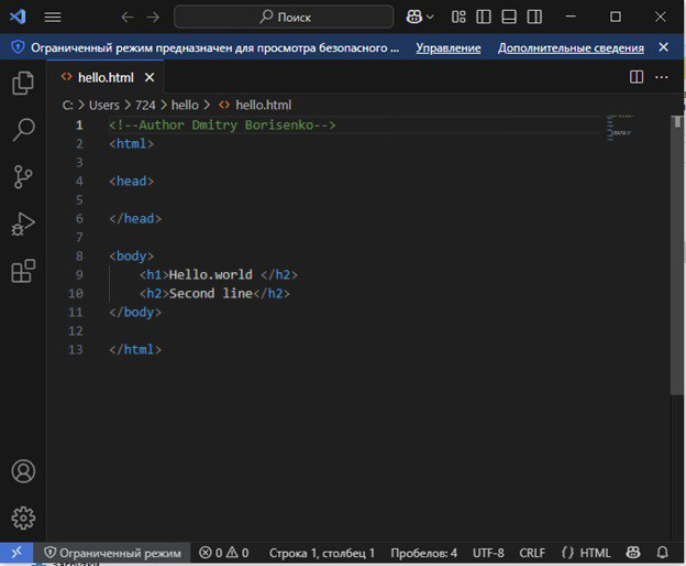 Поиск
Ограниченный режим предназначен для просмотра безопасного ... Управление Дополнительные сведения
hello.html
C: > Users > 724 > hello > hello.html
1 <!--Author Dmitry Borisenko-->
2 <html>
3
4 <head>
5
6 </head>
7
8 <body>
9 <h1>Hello.world </h2>
10 <h2>Second line</h2>
11 </body>
12
13 </html>
Ограниченный режим 0 0 Строка 1, столбец 1 Пробелов: 4 UTF-8 CRLF {} HTML